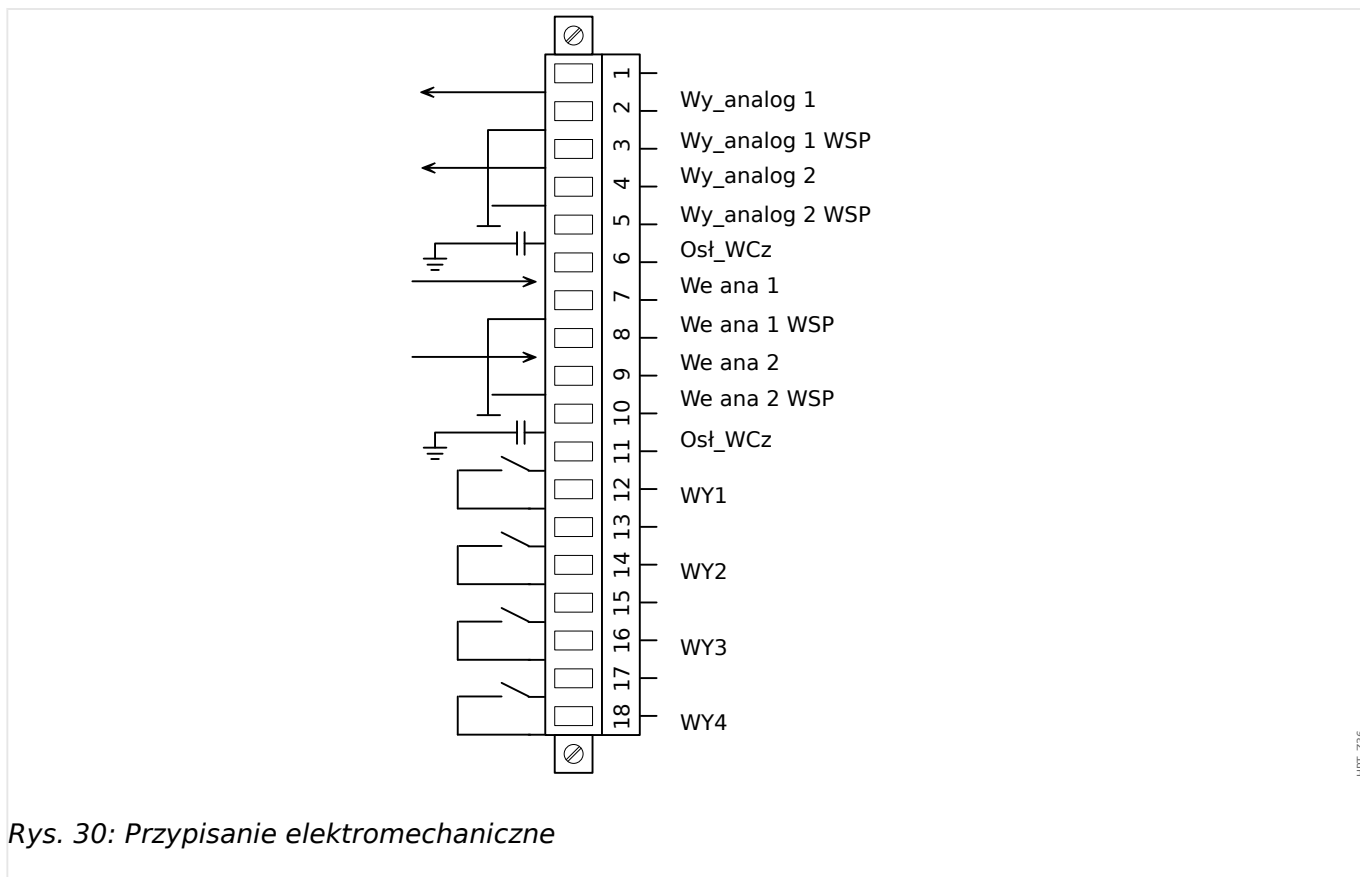 1
2
Wy_analog 1
3
Wy_analog 1 WSP
4
Wy_analog 2
5
Wy_analog 2 WSP
6
Osł_WCz
7
We ana 1
8
We ana 1 WSP
9
We ana 2
10
We ana 2 WSP
11
Osł_WCz
12
WY1
13
14
WY2
15
16
WY3
17
18
WY4
Rys. 30: Przypisanie elektromechaniczne